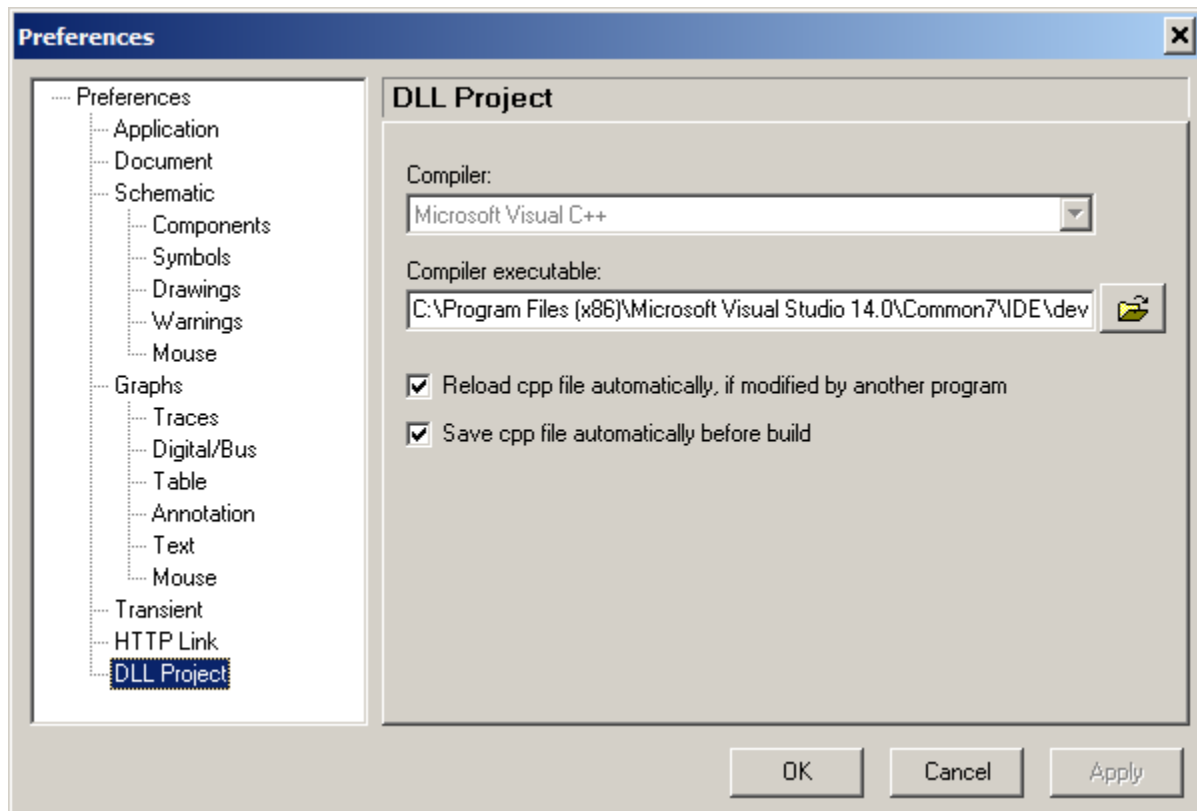 Preferences
Preferences
Application
Document
Schematic
Components
Symbols
Drawings
Warnings
Mouse
Graphs
Traces
Digital/Bus
Table
Annotation
Text
Mouse
Transient
HTTP Link
DLL Project
DLL Project
Compiler:
Microsoft Visual C++
Compiler executable:
C:\Program Files (x86)\Microsoft Visual Studio 14.0\Common7\IDE\dev
Reload cpp file automatically, if modified by another program
Save cpp file automatically before build
OK
Cancel
Apply